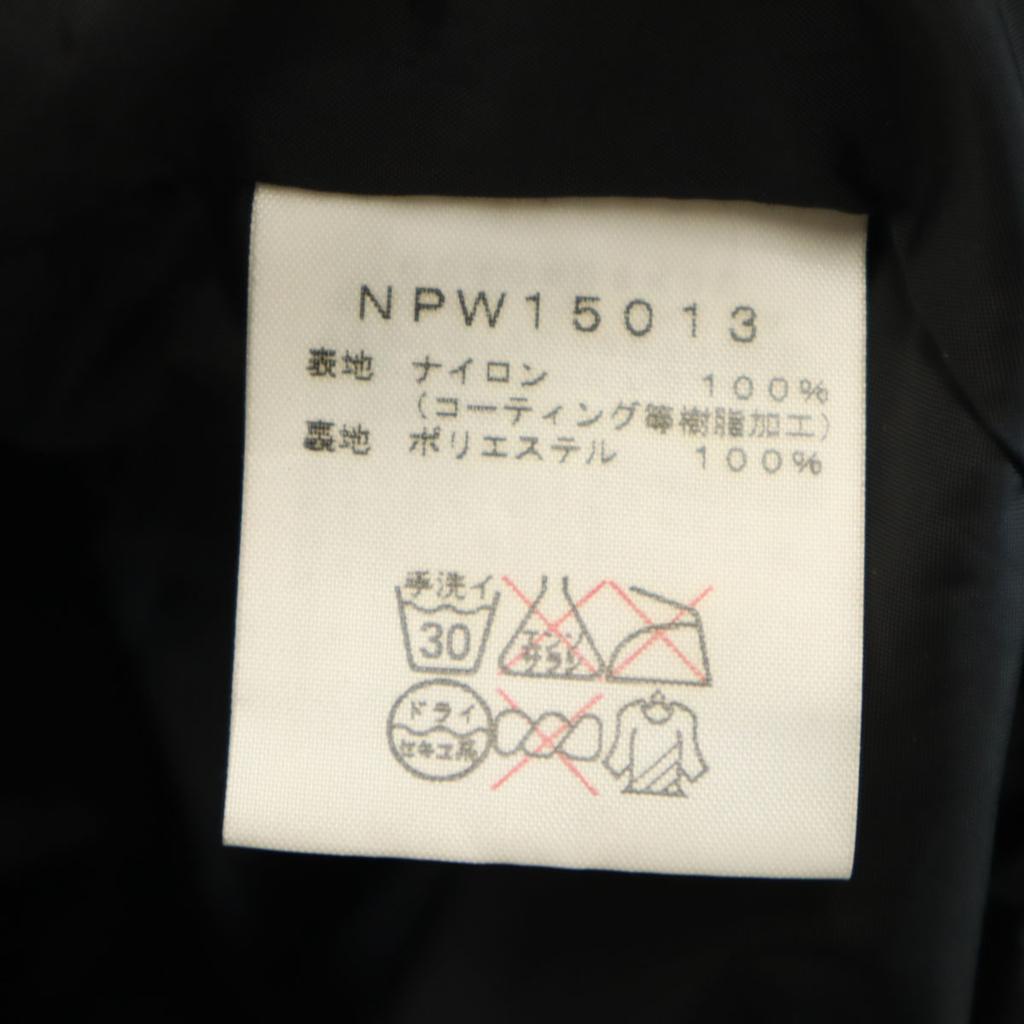 NPW15013
表地 ナイロン 100%
(コーティング等樹脂加工)
裏地 ポリエステル 100%
手洗イ
30
エンソ
サラシ
ドライ
セキユ系